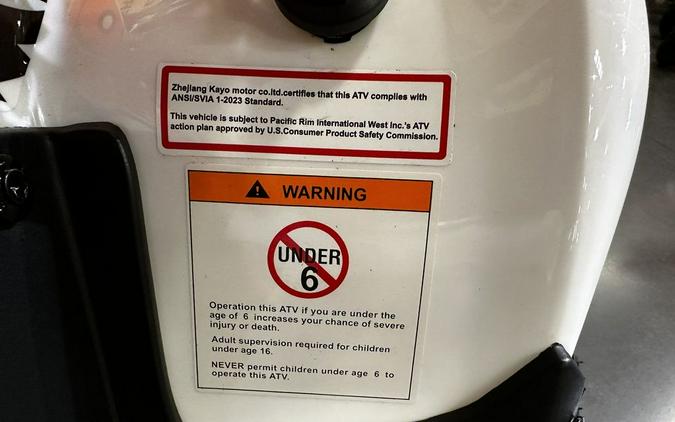 Zhejiang Kayo motor co.ltd.certifies that this ATV complies with
ANSI/SVIA 1-2023 Standard.
This vehicle is subject to Pacific Rim International West Inc.'s ATV
action plan approved by U.S.Consumer Product Safety Commission.
WARNING
UNDER
6
Operation this ATV if you are under the
age of 6 increases your chance of severe
injury or death.
Adult supervision required for children
under age 16.
NEVER permit children under age 6 to
operate this ATV.